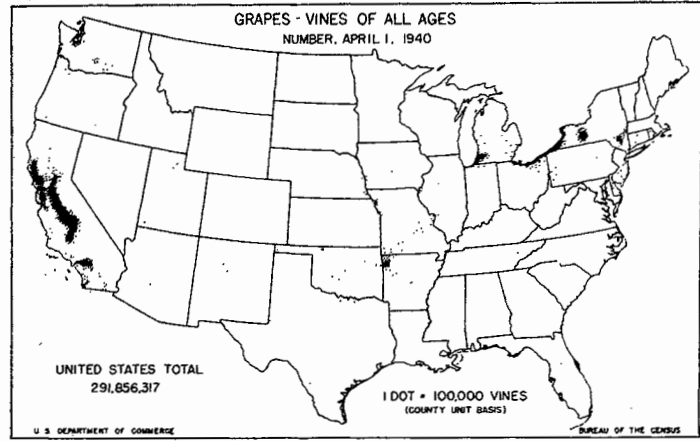 GRAPES - VINES OF ALL AGES
NUMBER, APRIL 1, 1940
UNITED STATES TOTAL
291,856,317
1 DOT = 100,000 VINES
(COUNTY UNIT BASIS)
U S DEPARTMENT OF COMMERCE
BUREAU OF THE CENSUS